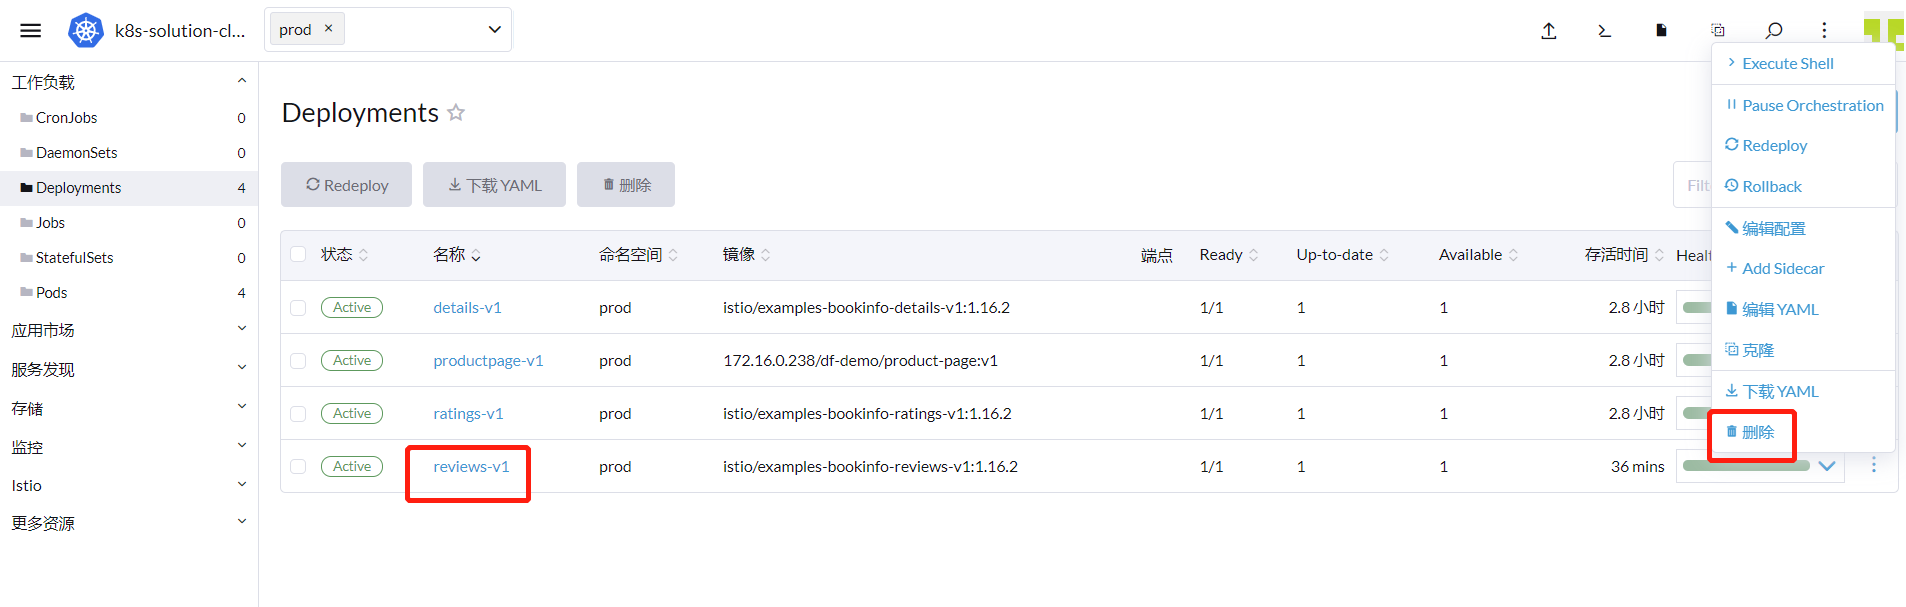 k8s-solution-cl...
prod ×
工作负载
CronJobs 0
DaemonSets 0
Deployments 4
Jobs 0
StatefulSets 0
Pods 4
应用市场
服务发现
存储
监控
Istio
更多资源
Deployments
Redeploy
下载 YAML
删除
状态 名称 命名空间 镜像 端点 Ready Up-to-date Available 存活时间
Active details-v1 prod istio/examples-bookinfo-details-v1:1.16.2 1/1 1 1 2.8 小时
Active productpage-v1 prod 172.16.0.238/df-demo/product-page:v1 1/1 1 1 2.8 小时
Active ratings-v1 prod istio/examples-bookinfo-ratings-v1:1.16.2 1/1 1 1 2.8 小时
Active reviews-v1 prod istio/examples-bookinfo-reviews-v1:1.16.2 1/1 1 1 36 mins
Execute Shell
Pause Orchestration
Redeploy
Rollback
编辑配置
Add Sidecar
编辑 YAML
克隆
下载 YAML
删除